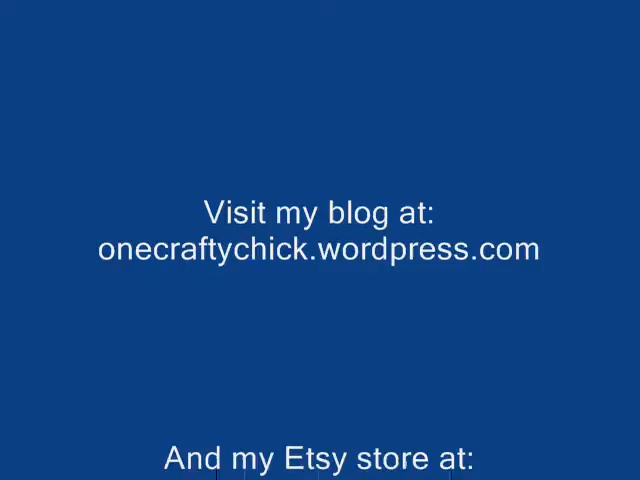 Visit my blog at:
onecraftychick.wordpress.com
And my Etsy store at: